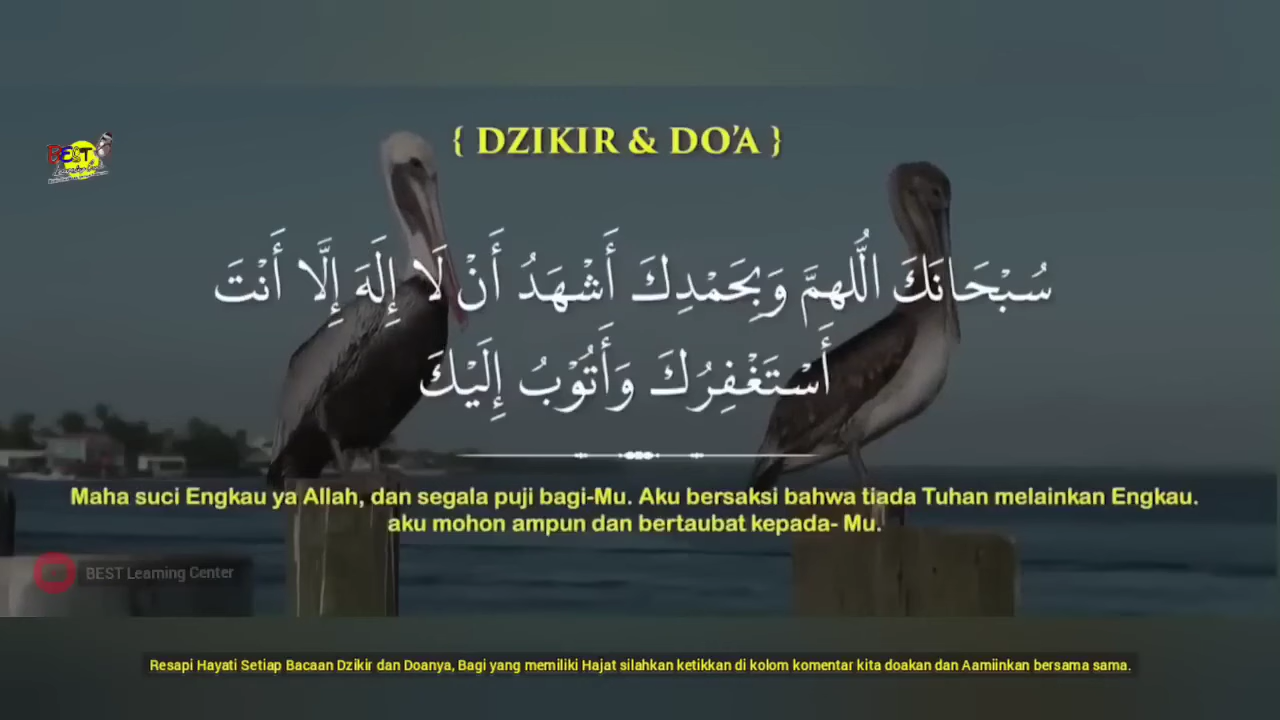 { DZIKIR & DO'A }
BEST
سُبْحَانَكَ اللَّهُمَّ وَبِحَمْدِكَ أَشْهَدُ أَنْ لَا إِلَهَ إِلَّا أَنْتَ
أَسْتَغْفِرُكَ وَأَتُوْبُ إِلَيْكَ
Maha suci Engkau ya Allah, dan segala puji bagi-Mu. Aku bersaksi bahwa tiada Tuhan melainkan Engkau.
aku mohon ampun dan bertaubat kepada- Mu.
BEST Learning Center
Resapi Hayati Setiap Bacaan Dzikir dan Doanya, Bagi yang memiliki Hajat silahkan ketikkan di kolom komentar kita doakan dan Aamiinkan bersama sama.